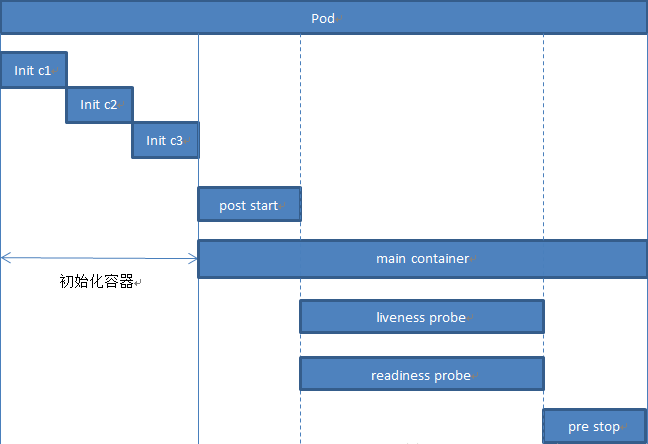 Pod
Init c1
Init c2
Init c3
post start
main container
初始化容器
liveness probe
readiness probe
pre stop